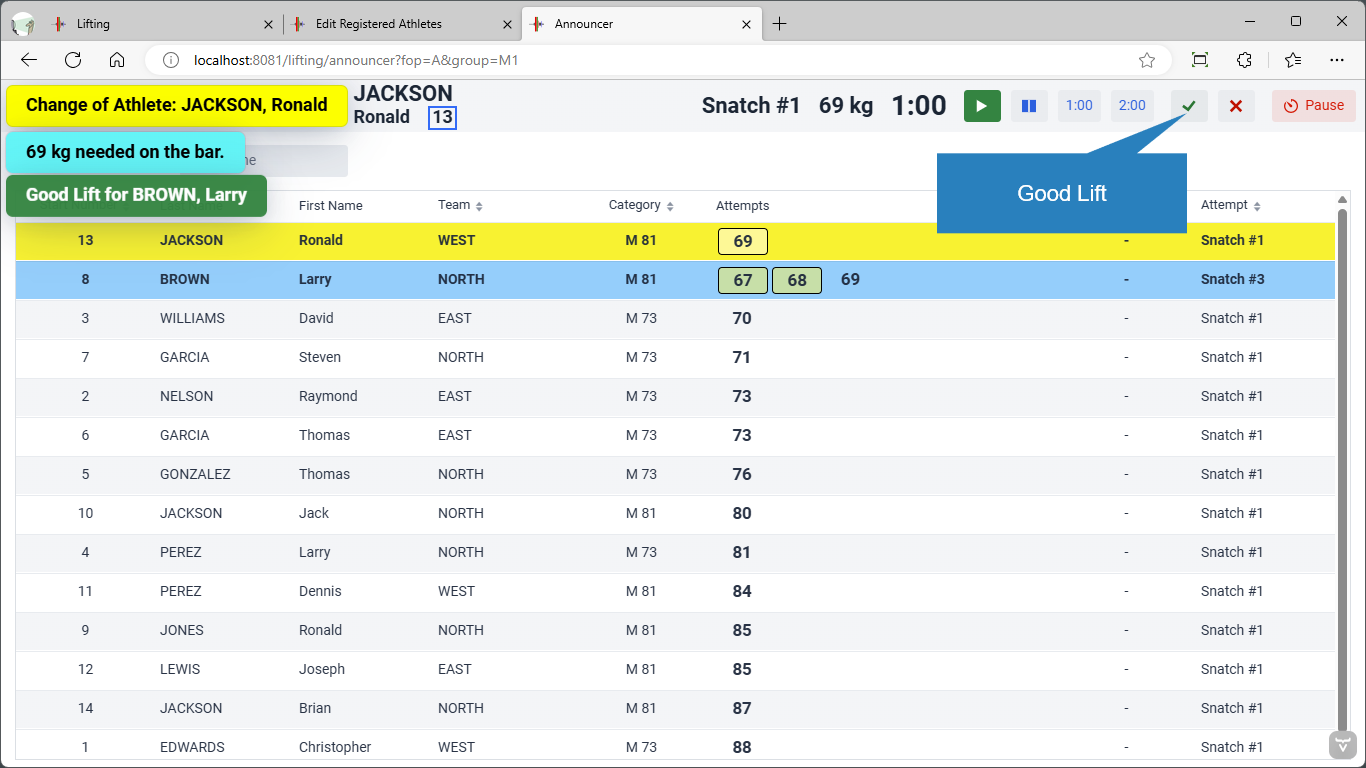 Lifting
Edit Registered Athletes
Announcer
localhost:8081/lifting/announcer?fop=A&group=M1
Change of Athlete: JACKSON, Ronald
69 kg needed on the bar.
Good Lift for BROWN, Larry
JACKSON
Ronald 13
Snatch #1 69 kg 1:00 1:00 2:00 Pause
Good Lift
First Name Team Category Attempts Attempt
13 JACKSON Ronald WEST M 81 69 - Snatch #1
8 BROWN Larry NORTH M 81 67 68 69 - Snatch #3
3 WILLIAMS David EAST M 73 70 - Snatch #1
7 GARCIA Steven NORTH M 73 71 - Snatch #1
2 NELSON Raymond EAST M 73 73 - Snatch #1
6 GARCIA Thomas EAST M 73 73 - Snatch #1
5 GONZALEZ Thomas NORTH M 73 76 - Snatch #1
10 JACKSON Jack NORTH M 81 80 - Snatch #1
4 PEREZ Larry NORTH M 73 81 - Snatch #1
11 PEREZ Dennis WEST M 81 84 - Snatch #1
9 JONES Ronald NORTH M 81 85 - Snatch #1
12 LEWIS Joseph EAST M 81 85 - Snatch #1
14 JACKSON Brian NORTH M 81 87 - Snatch #1
1 EDWARDS Christopher WEST M 73 88 - Snatch #1